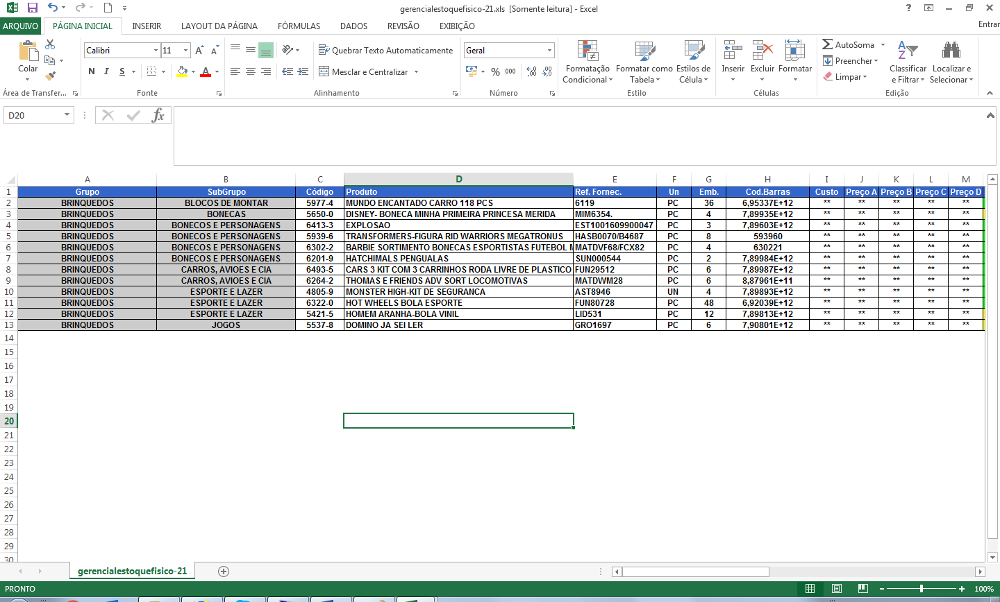 gerencialestoquefisico-21.xls  [Somente leitura] - Excel
ARQUIVO PÁGINA INICIAL INSERIR LAYOUT DA PÁGINA FÓRMULAS DADOS REVISÃO EXIBIÇÃO Entrar
Colar
Calibri 11
N I S
Quebrar Texto Automaticamente
Mesclar e Centralizar
Geral
% 000
Formatação Condicional
Formatar como Tabela
Estilos de Célula
Inserir Excluir Formatar
AutoSoma
Preencher
Limpar
Classificar e Filtrar
Localizar e Selecionar
Área de Transfer... Fonte Alinhamento Número Estilo Células Edição
D20 fx
A B C D E F G H I J K L M
1 Grupo SubGrupo Código Produto Ref. Fornec. Un Emb. Cod.Barras Custo Preço A Preço B Preço C Preço D
2 BRINQUEDOS BLOCOS DE MONTAR 5977-4 MUNDO ENCANTADO CARRO 118 PCS 6119 PC 36 6,95337E+12 ** ** ** ** **
3 BRINQUEDOS BONECAS 5650-0 DISNEY- BONECA MINHA PRIMEIRA PRINCESA MERIDA MIM6354. PC 4 7,89935E+12 ** ** ** ** **
4 BRINQUEDOS BONECOS E PERSONAGENS 6413-3 EXPLOSAO EST1001609900047 PC 3 7,89603E+12 ** ** ** ** **
5 BRINQUEDOS BONECOS E PERSONAGENS 5939-6 TRANSFORMERS-FIGURA RID WARRIORS MEGATRONUS HASB0070/B4687 PC 8 593960 ** ** ** ** **
6 BRINQUEDOS BONECOS E PERSONAGENS 6302-2 BARBIE SORTIMENTO BONECAS ESPORTISTAS FUTEBOL MATDVF68/FCX82 PC 4 630221 ** ** ** ** **
7 BRINQUEDOS BONECOS E PERSONAGENS 6201-9 HATCHIMALS PENGUALAS SUN000544 PC 2 7,89984E+12 ** ** ** ** **
8 BRINQUEDOS CARROS, AVIOES E CIA 6493-5 CARS 3 KIT COM 3 CARRINHOS RODA LIVRE DE PLASTICO FUN29512 PC 6 7,89987E+12 ** ** ** ** **
9 BRINQUEDOS CARROS, AVIOES E CIA 6264-2 THOMAS E FRIENDS ADV SORT LOCOMOTIVAS MATDWM28 PC 6 8,87961E+11 ** ** ** ** **
10 BRINQUEDOS ESPORTE E LAZER 4805-9 MONSTER HIGH-KIT DE SEGURANCA AST8946 UN 4 7,89893E+12 ** ** ** ** **
11 BRINQUEDOS ESPORTE E LAZER 6322-0 HOT WHEELS BOLA ESPORTE FUN80728 PC 48 6,92039E+12 ** ** ** ** **
12 BRINQUEDOS ESPORTE E LAZER 5421-5 HOMEM ARANHA-BOLA VINIL LID531 PC 12 7,89813E+12 ** ** ** ** **
13 BRINQUEDOS JOGOS 5537-8 DOMINO JA SEI LER GRO1697 PC 6 7,90801E+12 ** ** ** ** **
14
15
16
17
18
19
20
21
22
23
24
25
26
27
28
29
30
gerencialestoquefisico-21
PRONTO 100%